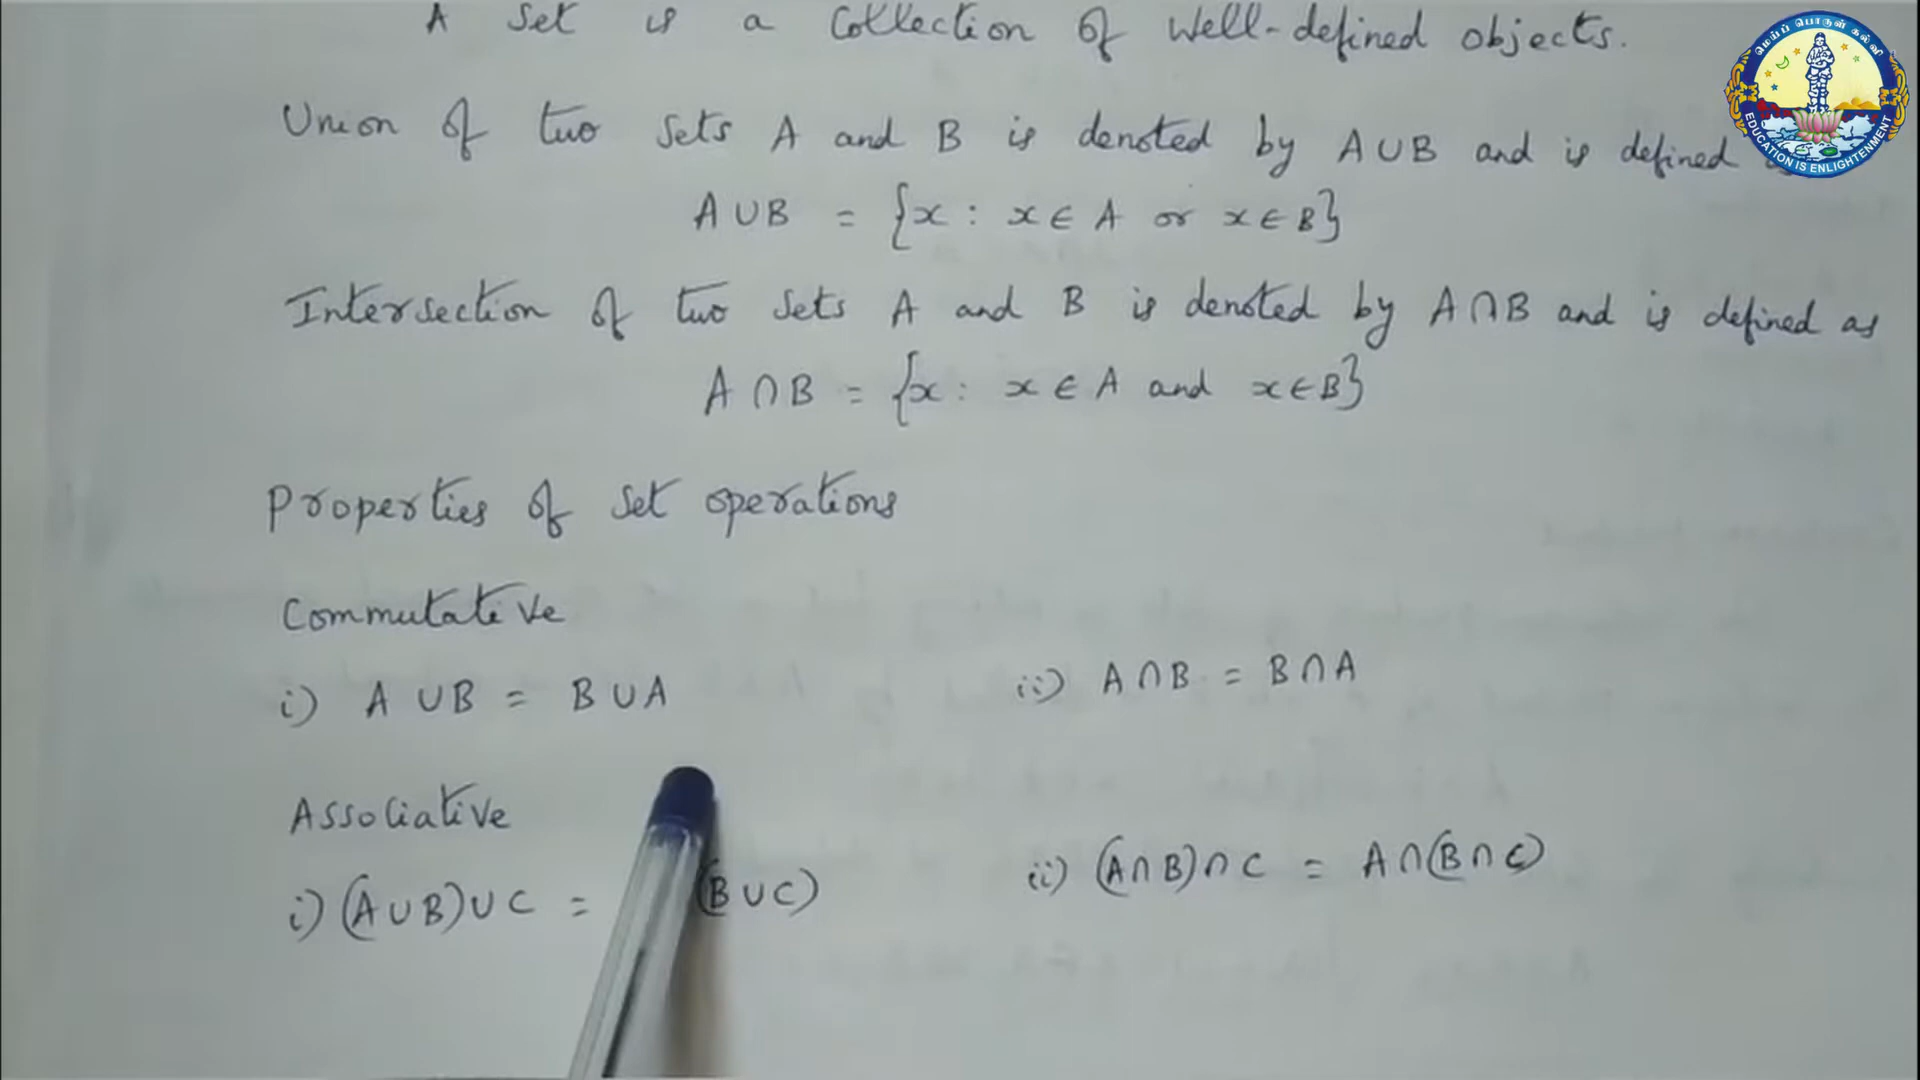 A Set is a Collection of Well-defined objects.
Union of two Sets A and B is denoted by A∪B and is defined
A∪B = {x : x∈A or x∈B}
Intersection of two Sets A and B is denoted by A∩B and is defined as
A∩B = {x : x∈A and x∈B}
Properties of Set operations
Commutative
i) A∪B = B∪A
ii) A∩B = B∩A
Associative
i) (A∪B)∪C = (B∪C)
ii) (A∩B)∩C = A∩(B∩C)
மெய்ப் பொருள் கல்வி
EDUCATION IS ENLIGHTENMENT